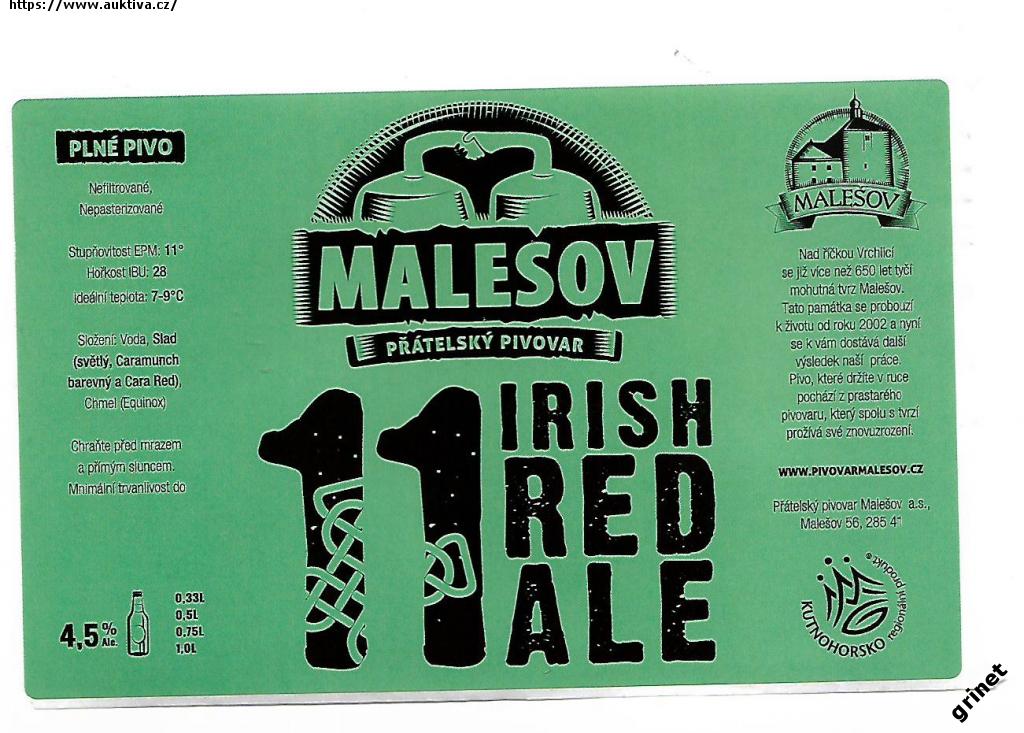 https://www.auktiva.cz/
PLNÉ PIVO
Nefiltrované,
Nepasterizované
Stupňovitost EPM: 11°
Hořkost IBU: 28
ideální teplota: 7-9°C
Složení: Voda, Slad
(světlý, Caramunch
barevný a Cara Red),
Chmel (Equinox)
Chraňte před mrazem
a přímým sluncem.
Mnimální trvanlivost do
4,5% Alc.
0,33L
0,5L
0,75L
1,0L
MALEŠOV
PŘÁTELSKÝ PIVOVAR
11
IRISH
RED
ALE
MALEŠOV
Nad říčkou Vrchlicí
se již více než 650 let tyčí
mohutná tvrz Malešov.
Tato památka se probouzí
k životu od roku 2002 a nyní
se k vám dostává další
výsledek naší práce.
Pivo, které držíte v ruce
pochází z prastarého
pivovaru, který spolu s tvrzí
prožívá své znovuzrození.
WWW.PIVOVARMALESOV.CZ
Přátelský pivovar Malešov a.s.,
Malešov 56, 285 41
KUTNOHORSKO regionální produkt®
grinet